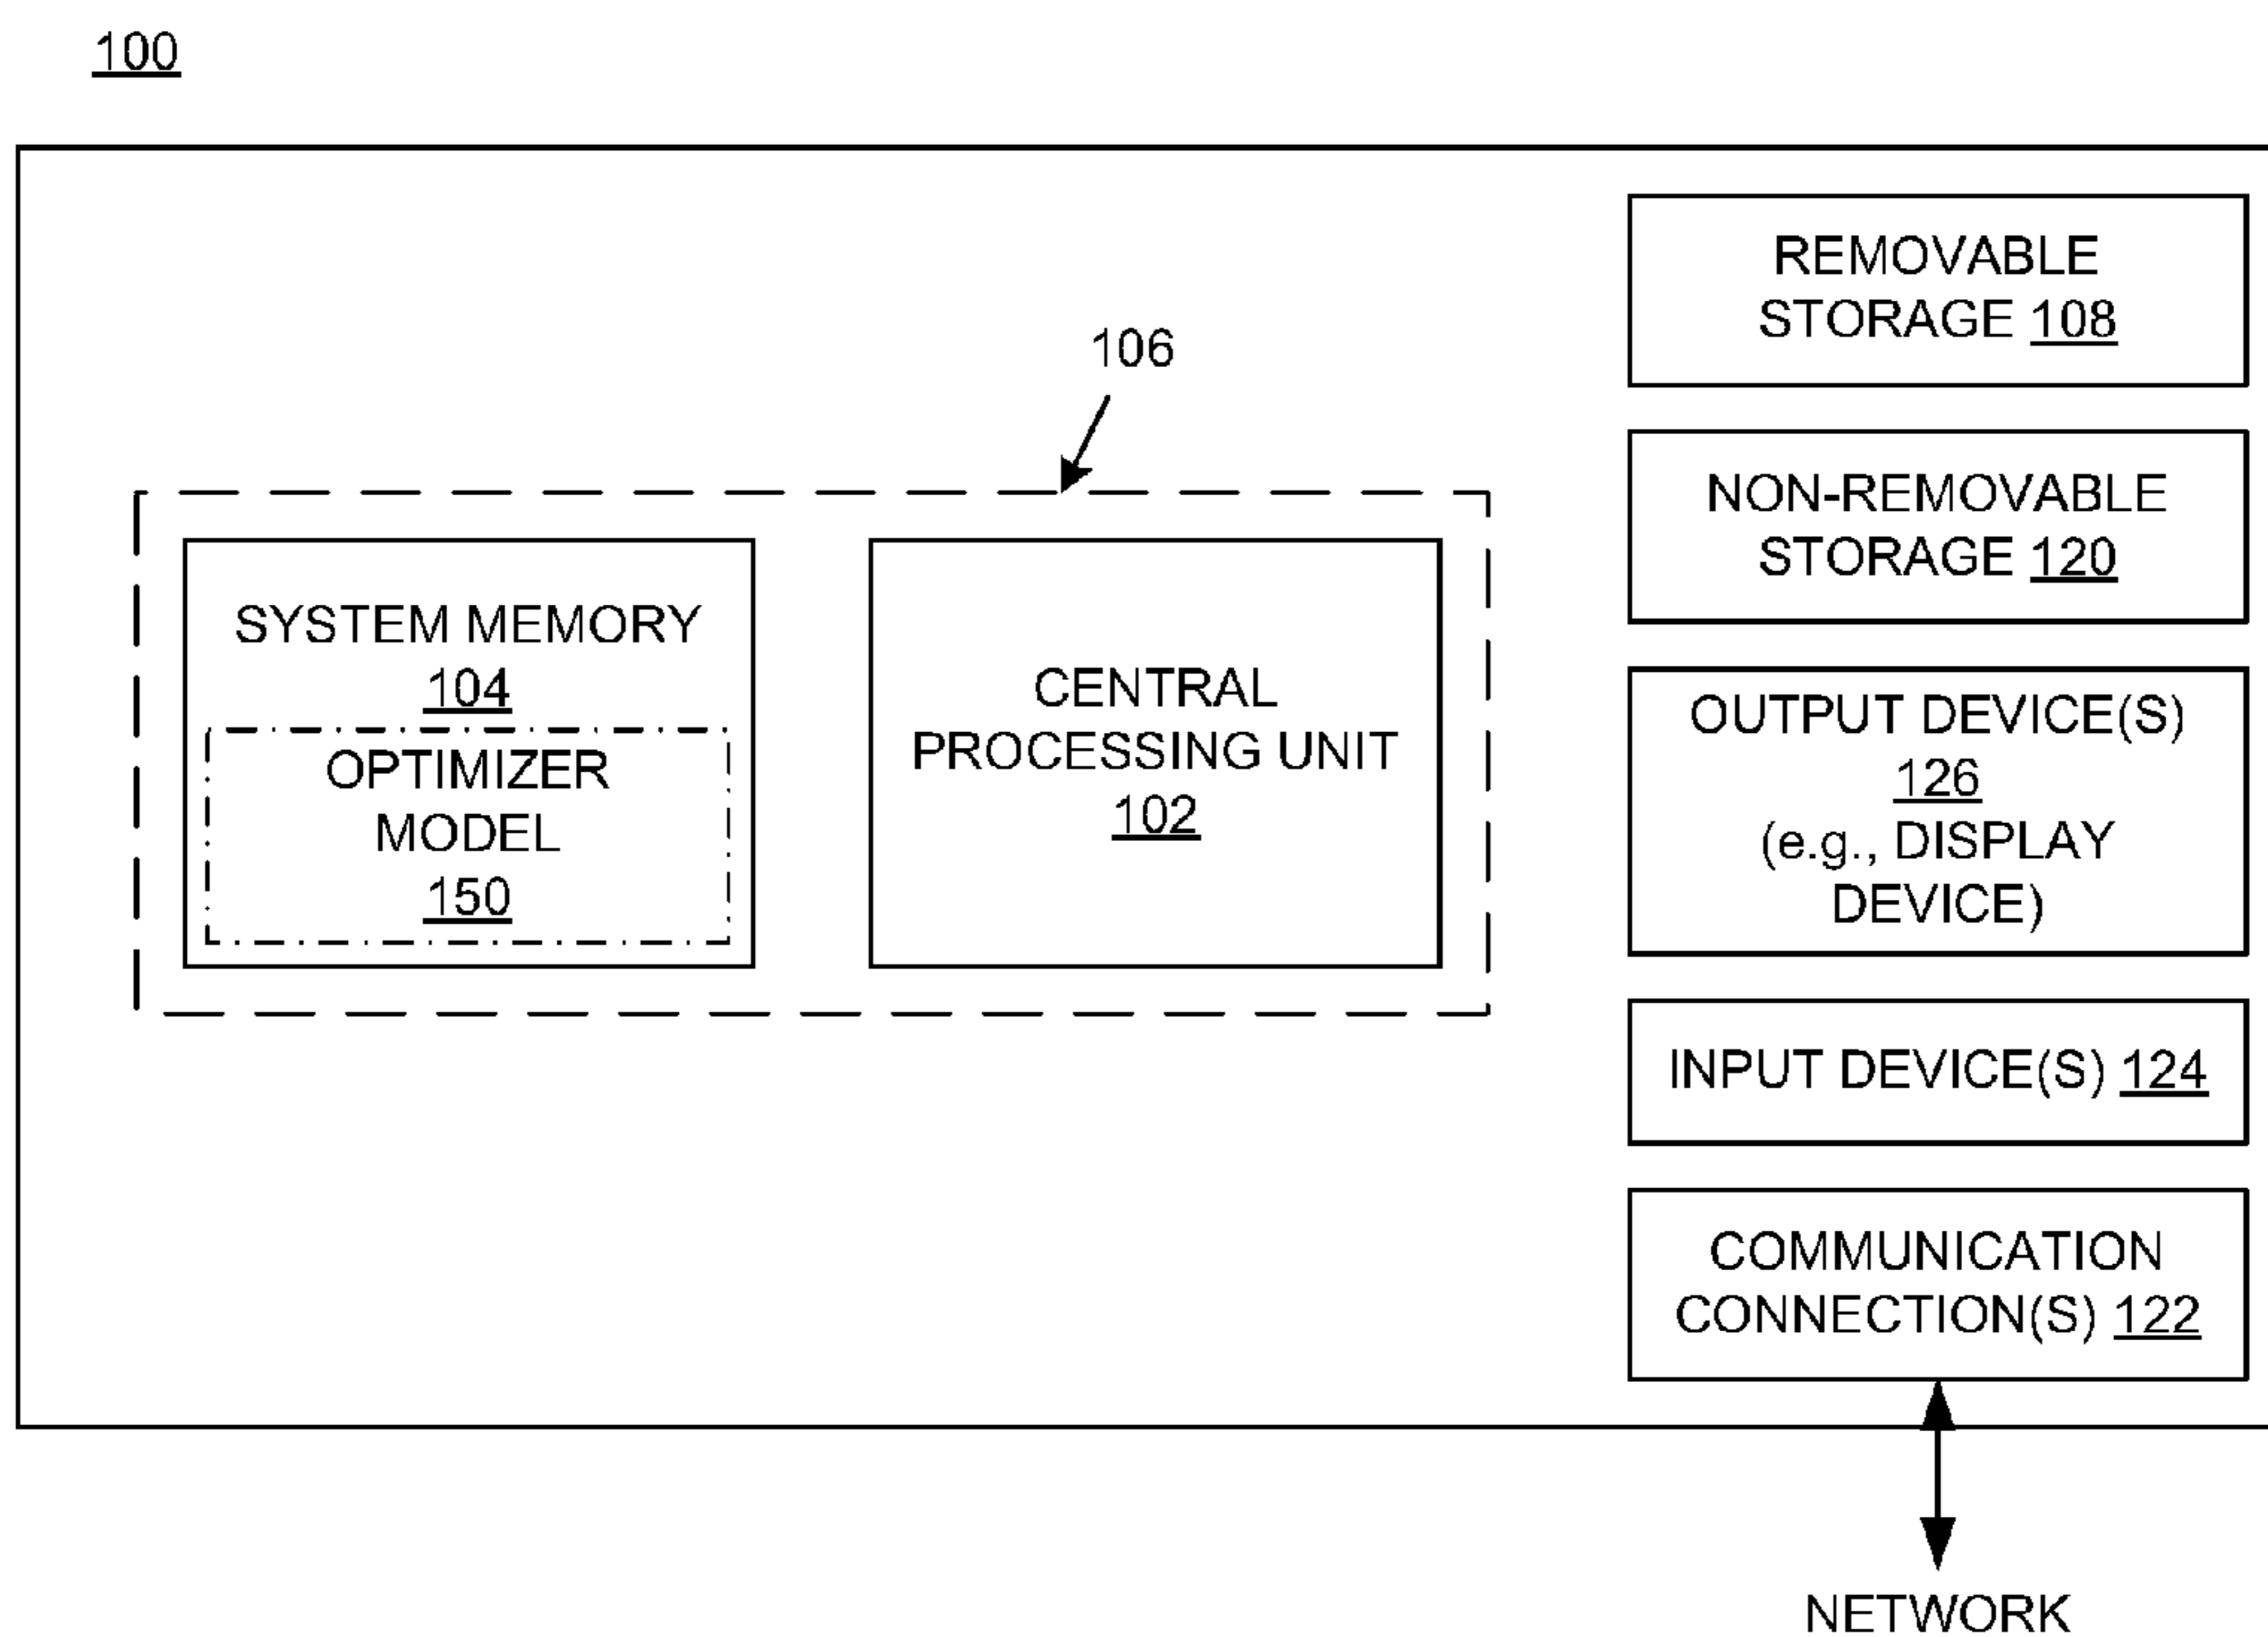 100
106
SYSTEM MEMORY
104
OPTIMIZER
MODEL
150
CENTRAL
PROCESSING UNIT
102
REMOVABLE
STORAGE 108
NON-REMOVABLE
STORAGE 120
OUTPUT DEVICE(S)
126
(e.g., DISPLAY
DEVICE)
INPUT DEVICE(S) 124
COMMUNICATION
CONNECTION(S) 122
NETWORK